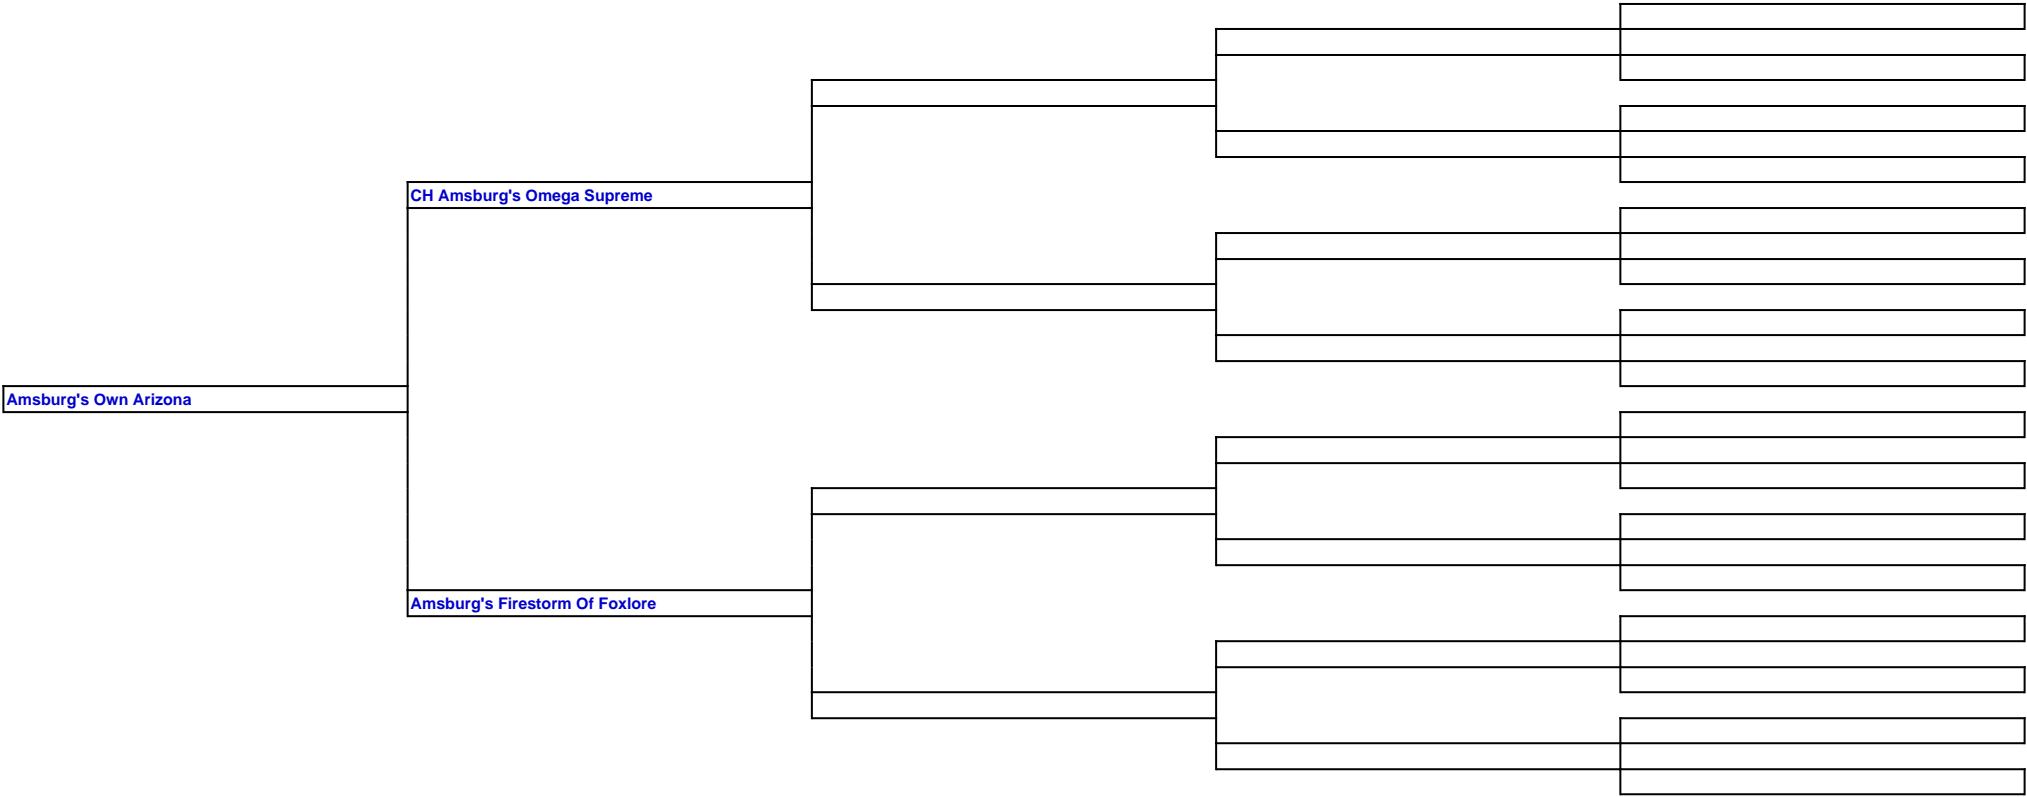 CH Amsburg's Omega Supreme
Amsburg's Own Arizona
Amsburg's Firestorm Of Foxlore